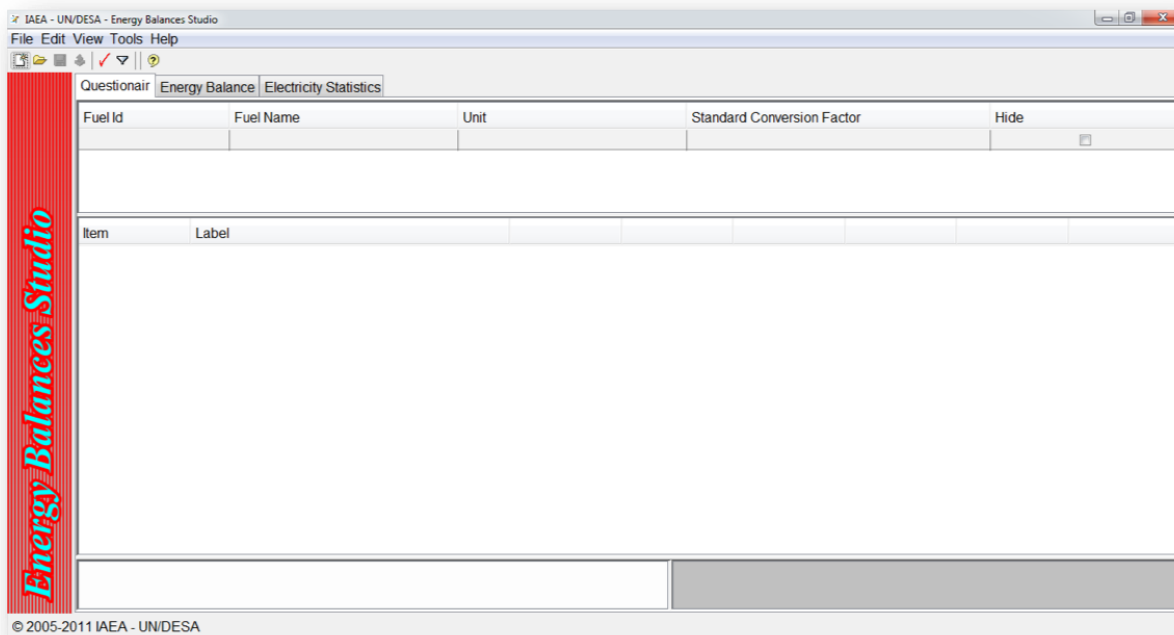 IAEA - UN/DESA - Energy Balances Studio
File Edit View Tools Help
Questionair Energy Balance Electricity Statistics
Fuel Id Fuel Name Unit Standard Conversion Factor Hide
Item Label
Energy Balances Studio
© 2005-2011 IAEA - UN/DESA